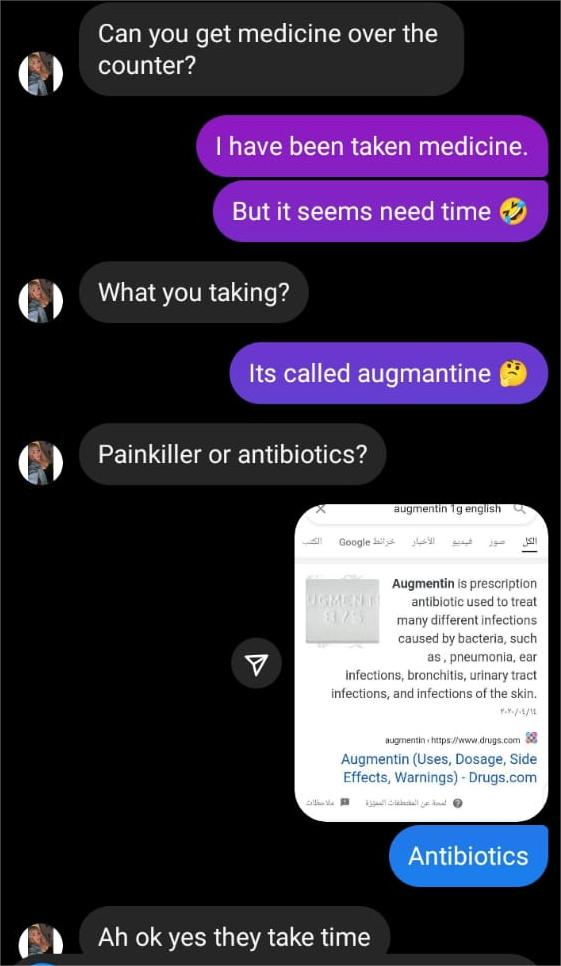 Can you get medicine over the
counter?
I have been taken medicine.
But it seems need time 🤣
What you taking?
Its called augmantine 🤔
Painkiller or antibiotics?
augmentin 1g english
الكل صور فيديو الأخبار خرائط Google الكتب
Augmentin is prescription
antibiotic used to treat
many different infections
caused by bacteria, such
as , pneumonia, ear
infections, bronchitis, urinary tract
infections, and infections of the skin.
٢٠٢٠/٠٤/١٤
augmentin › https://www.drugs.com
Augmentin (Uses, Dosage, Side
Effects, Warnings) - Drugs.com
لمحة عن المقتطفات المميزة ملاحظات
Antibiotics
Ah ok yes they take time